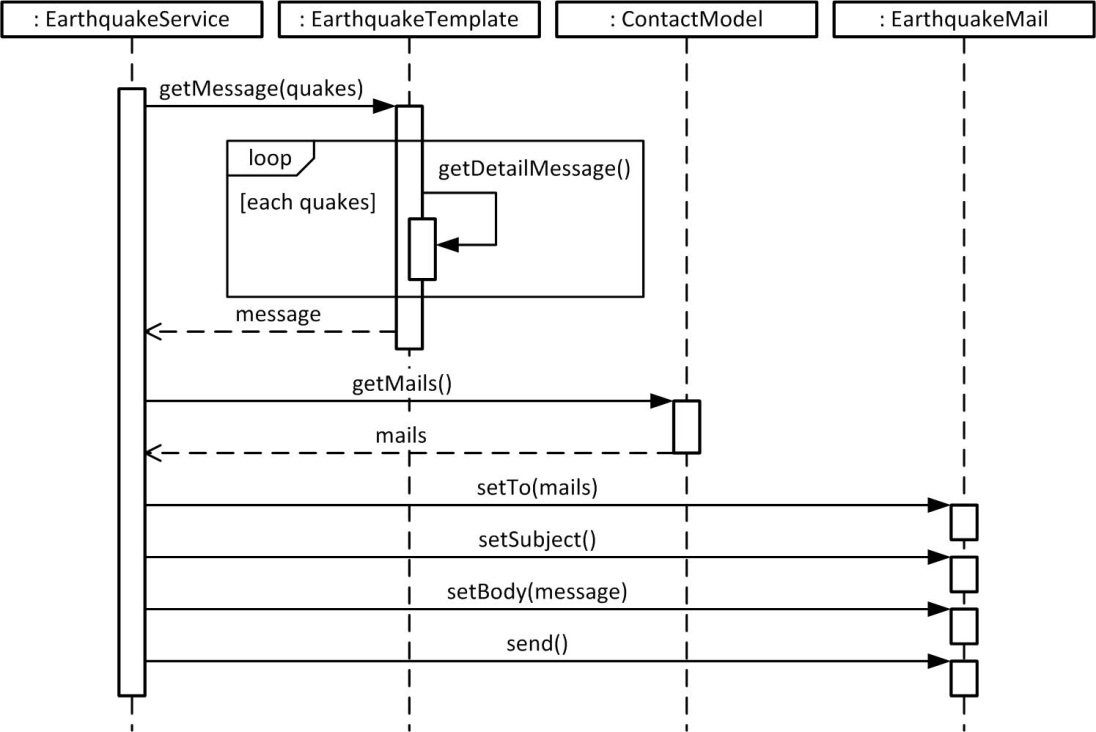 : EarthquakeService
: EarthquakeTemplate
: ContactModel
: EarthquakeMail
getMessage(quakes)
loop
getDetailMessage()
[each quakes]
message
getMails()
mails
setTo(mails)
setSubject()
setBody(message)
send()